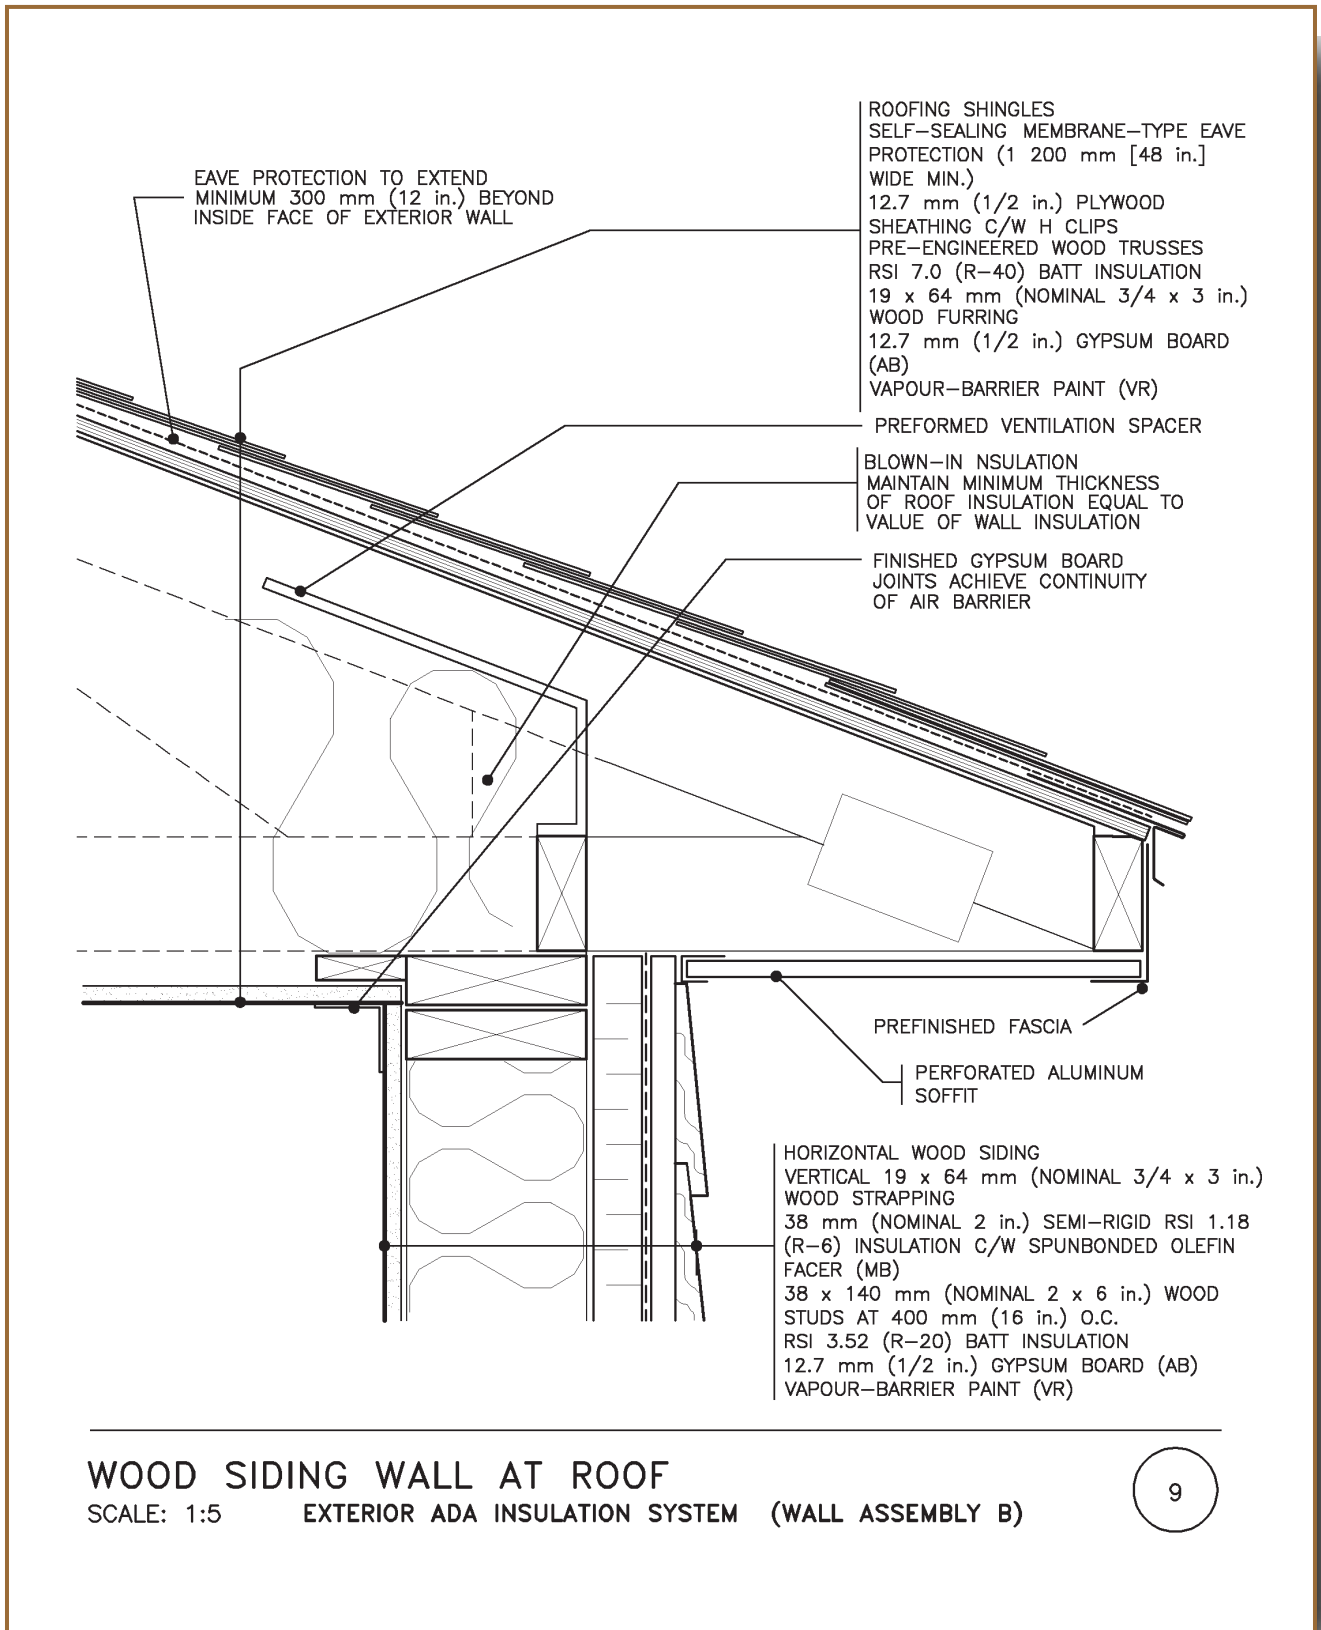 ROOFING SHINGLES
SELF-SEALING MEMBRANE-TYPE EAVE
PROTECTION (1 200 mm [48 in.]
WIDE MIN.)
12.7 mm (1/2 in.) PLYWOOD
SHEATHING C/W H CLIPS
PRE-ENGINEERED WOOD TRUSSES
RSI 7.0 (R-40) BATT INSULATION
19 x 64 mm (NOMINAL 3/4 x 3 in.)
WOOD FURRING
12.7 mm (1/2 in.) GYPSUM BOARD
(AB)
VAPOUR-BARRIER PAINT (VR)
EAVE PROTECTION TO EXTEND
MINIMUM 300 mm (12 in.) BEYOND
INSIDE FACE OF EXTERIOR WALL
PREFORMED VENTILATION SPACER
BLOWN-IN NSULATION
MAINTAIN MINIMUM THICKNESS
OF ROOF INSULATION EQUAL TO
VALUE OF WALL INSULATION
FINISHED GYPSUM BOARD
JOINTS ACHIEVE CONTINUITY
OF AIR BARRIER
PREFINISHED FASCIA
PERFORATED ALUMINUM
SOFFIT
HORIZONTAL WOOD SIDING
VERTICAL 19 x 64 mm (NOMINAL 3/4 x 3 in.)
WOOD STRAPPING
38 mm (NOMINAL 2 in.) SEMI-RIGID RSI 1.18
(R-6) INSULATION C/W SPUNBONDED OLEFIN
FACER (MB)
38 x 140 mm (NOMINAL 2 x 6 in.) WOOD
STUDS AT 400 mm (16 in.) O.C.
RSI 3.52 (R-20) BATT INSULATION
12.7 mm (1/2 in.) GYPSUM BOARD (AB)
VAPOUR-BARRIER PAINT (VR)
WOOD SIDING WALL AT ROOF
SCALE: 1:5 EXTERIOR ADA INSULATION SYSTEM (WALL ASSEMBLY B)
9